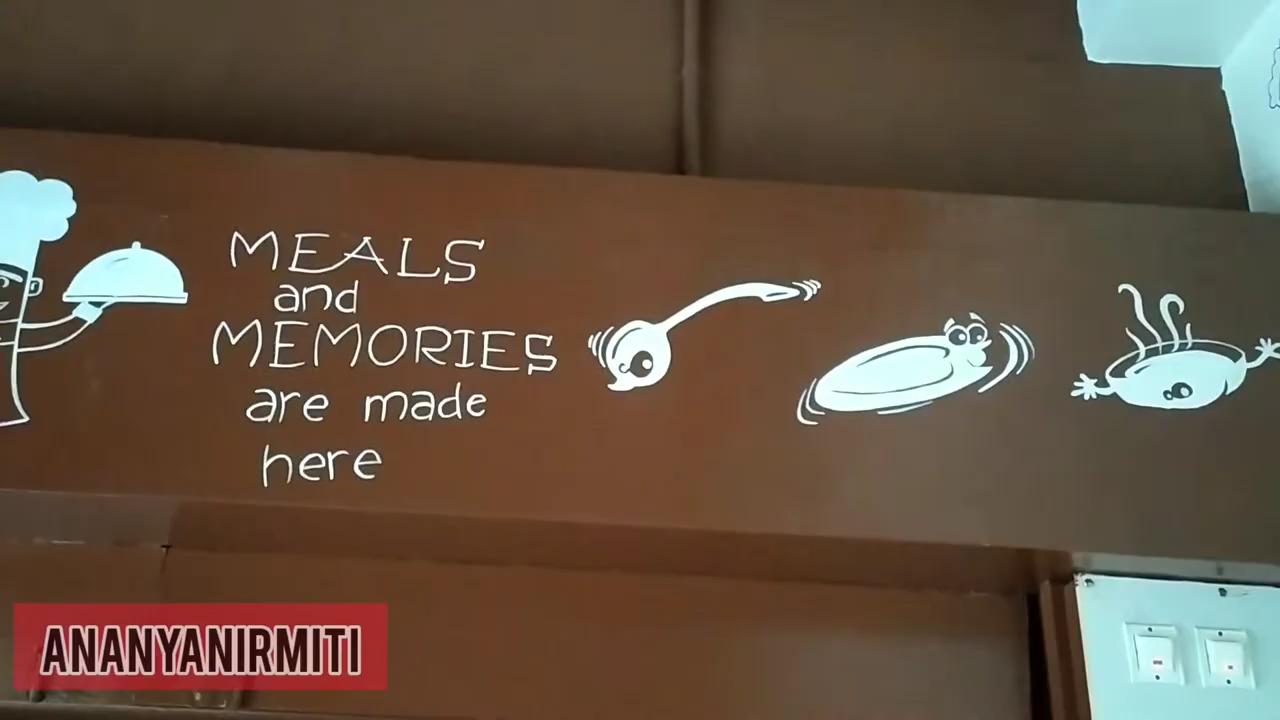 MEALS
and
MEMORIES
are made
here
ANANYANIRMITI